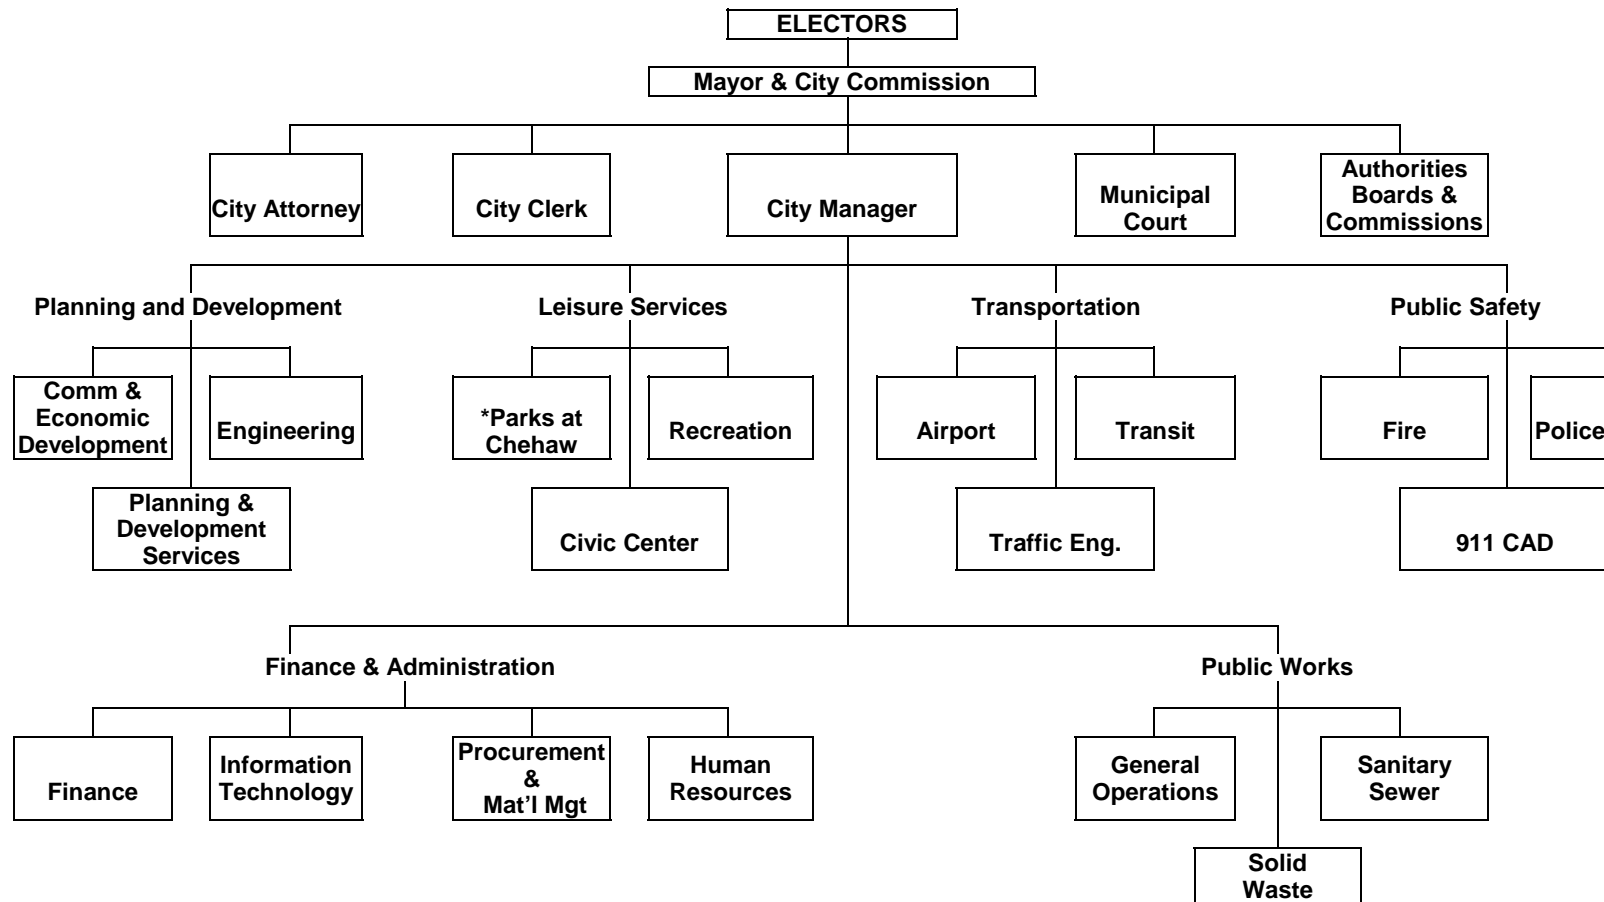 ELECTORS
Mayor & City Commission
City Attorney
City Clerk
City Manager
Municipal
Court
Authorities
Boards &
Commissions
Planning and Development
Leisure Services
Transportation
Public Safety
Comm &
Economic
Development
Engineering
*Parks at
Chehaw
Recreation
Airport
Transit
Fire
Police
Planning &
Development
Services
Civic Center
Traffic Eng.
911 CAD
Finance & Administration
Public Works
Finance
Information
Technology
Procurement
&
Mat’l Mgt
Human
Resources
General
Operations
Sanitary
Sewer
Solid
Waste